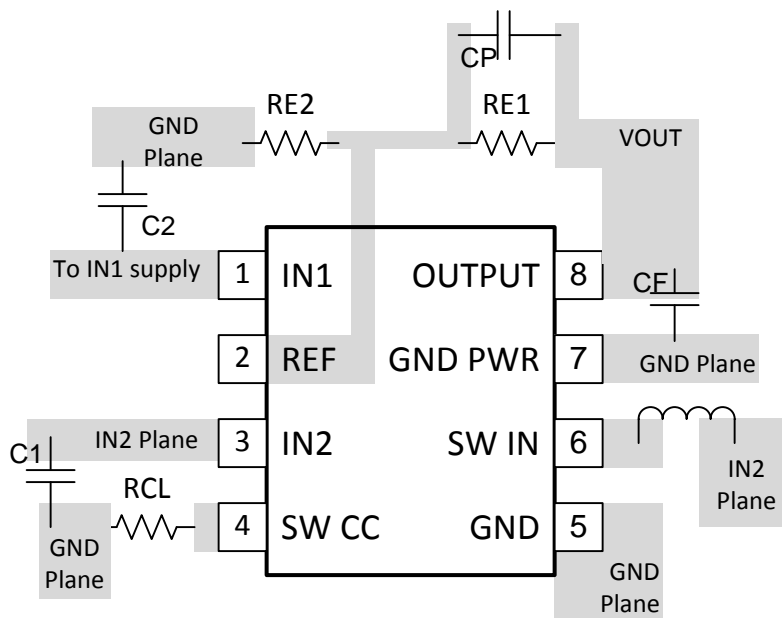 CP
RE2
RE1
GND
Plane
VOUT
C2
To IN1 supply
1
IN1
OUTPUT
8
CF
2
REF
GND PWR
7
GND Plane
C1
IN2 Plane
3
IN2
SW IN
6
IN2
Plane
RCL
4
SW CC
GND
5
GND
Plane
GND
Plane